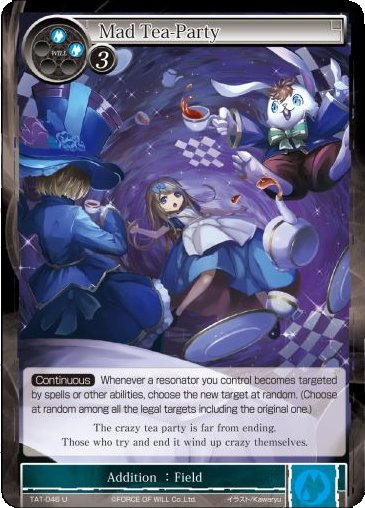 Mad Tea-Party
WILL
3
Continuous Whenever a resonator you control becomes targeted
by spells or other abilities, choose the new target at random. (Choose
at random among all the legal targets including the original one.)
The crazy tea party is far from ending.
Those who try and end it wind up crazy themselves.
Addition : Field
TAT-046 U ©FORCE OF WILL Co.,Ltd. イラスト/Kawaryu